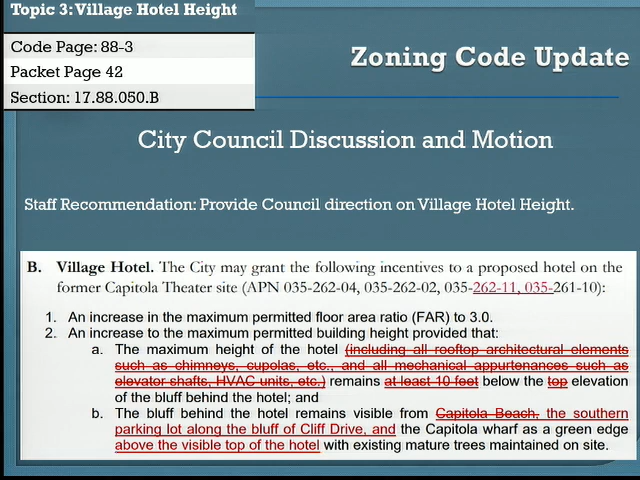 Topic 3: Village Hotel Height
Code Page: 88-3
Packet Page 42
Section: 17.88.050.B
Zoning Code Update
City Council Discussion and Motion
Staff Recommendation: Provide Council direction on Village Hotel Height.
B. Village Hotel. The City may grant the following incentives to a proposed hotel on the
former Capitola Theater site (APN 035-262-04, 035-262-02, 035-262-11, 035-261-10):
1. An increase in the maximum permitted floor area ratio (FAR) to 3.0.
2. An increase to the maximum permitted building height provided that:
a. The maximum height of the hotel (including all rooftop architectural elements
such as chimneys, cupolas, etc., and all mechanical appurtenances such as
elevator shafts, HVAC units, etc.) remains at least 10 feet below the top elevation
of the bluff behind the hotel; and
b. The bluff behind the hotel remains visible from Capitola Beach, the southern
parking lot along the bluff of Cliff Drive, and the Capitola wharf as a green edge
above the visible top of the hotel with existing mature trees maintained on site.